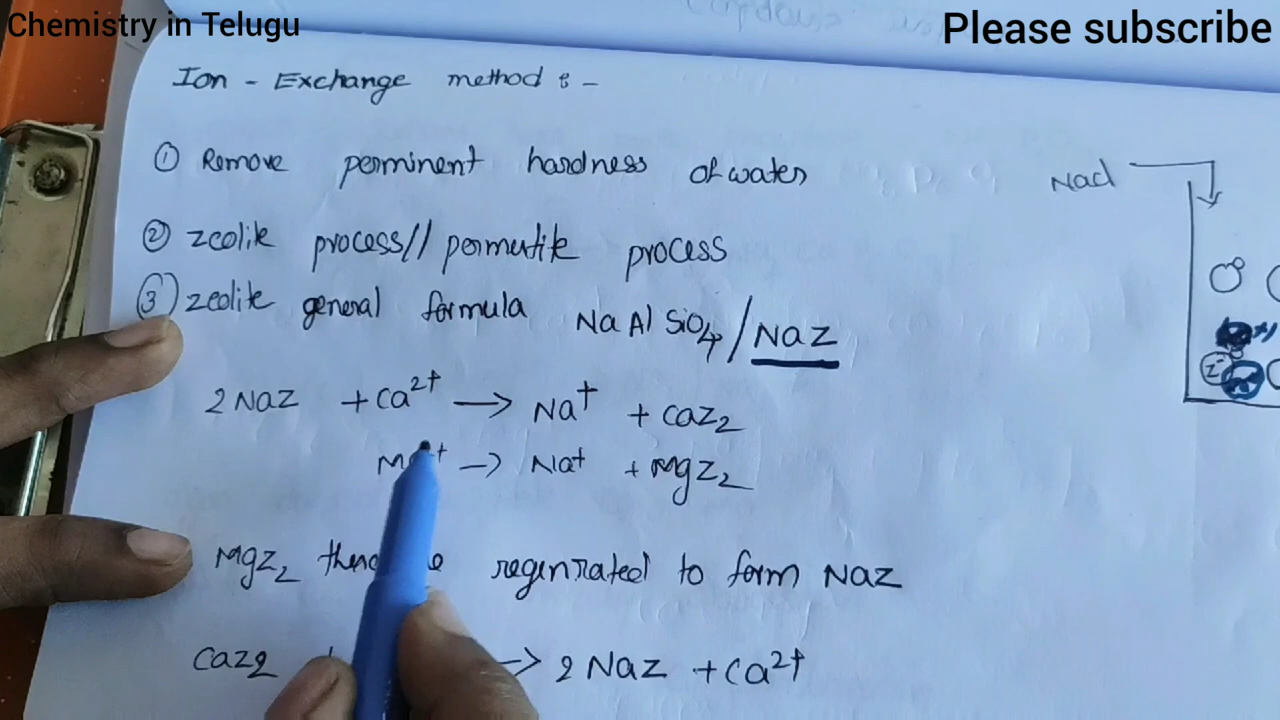 Chemistry in Telugu
Please subscribe
Ion - Exchange method :-
① Remove perminent hardness of water
Nacl
② zeolite process// permutit process
③ zeolite general formula NaAlSiO4/NaZ
2NaZ + Ca2+ → Na+ + CaZ2
→ Na+ + MgZ2
MgZ2 regenrated to form NaZ
CaZ2 → 2NaZ + Ca2+